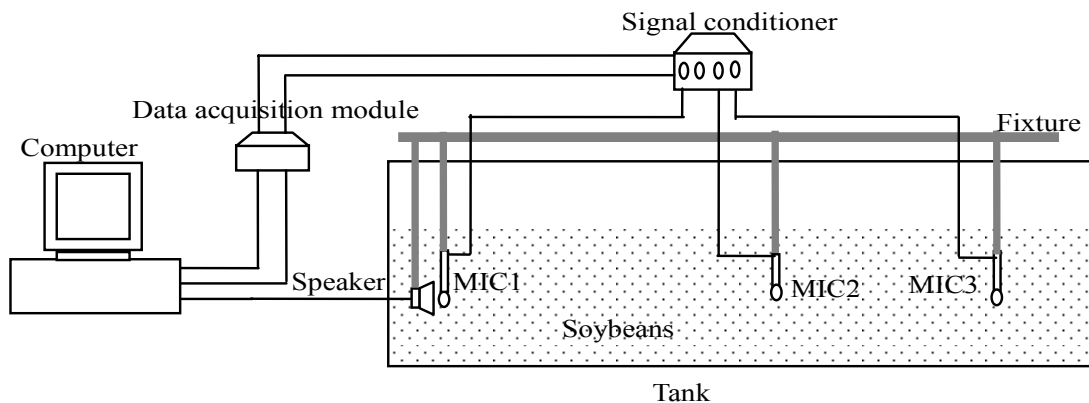 Signal conditioner
Data acquisition module
Fixture
Computer
Speaker
MIC1
MIC2
MIC3
Soybeans
Tank